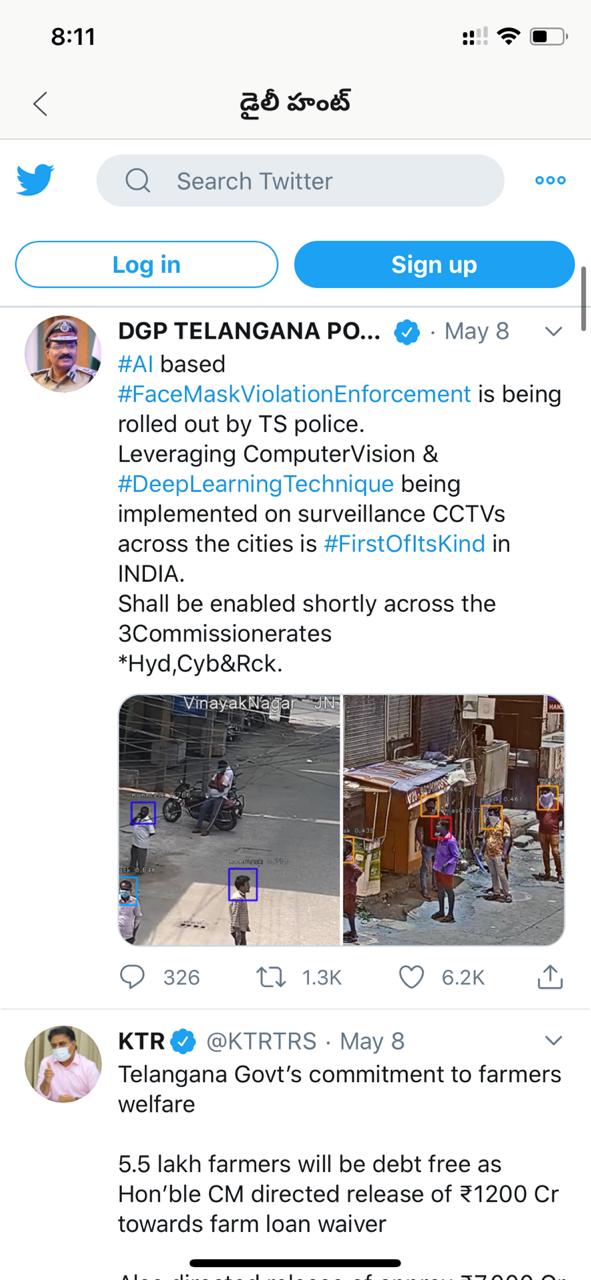 8:11
డైలీ హంట్
Search Twitter
Log in
Sign up
DGP TELANGANA PO... · May 8
#AI based
#FaceMaskViolationEnforcement is being
rolled out by TS police.
Leveraging ComputerVision &
#DeepLearningTechnique being
implemented on surveillance CCTVs
across the cities is #FirstOfItsKind in
INDIA.
Shall be enabled shortly across the
3Commissionerates
*Hyd,Cyb&Rck.
VinayakNagar JN
326 1.3K 6.2K
KTR @KTRTRS · May 8
Telangana Govt's commitment to farmers
welfare
5.5 lakh farmers will be debt free as
Hon'ble CM directed release of ₹1200 Cr
towards farm loan waiver